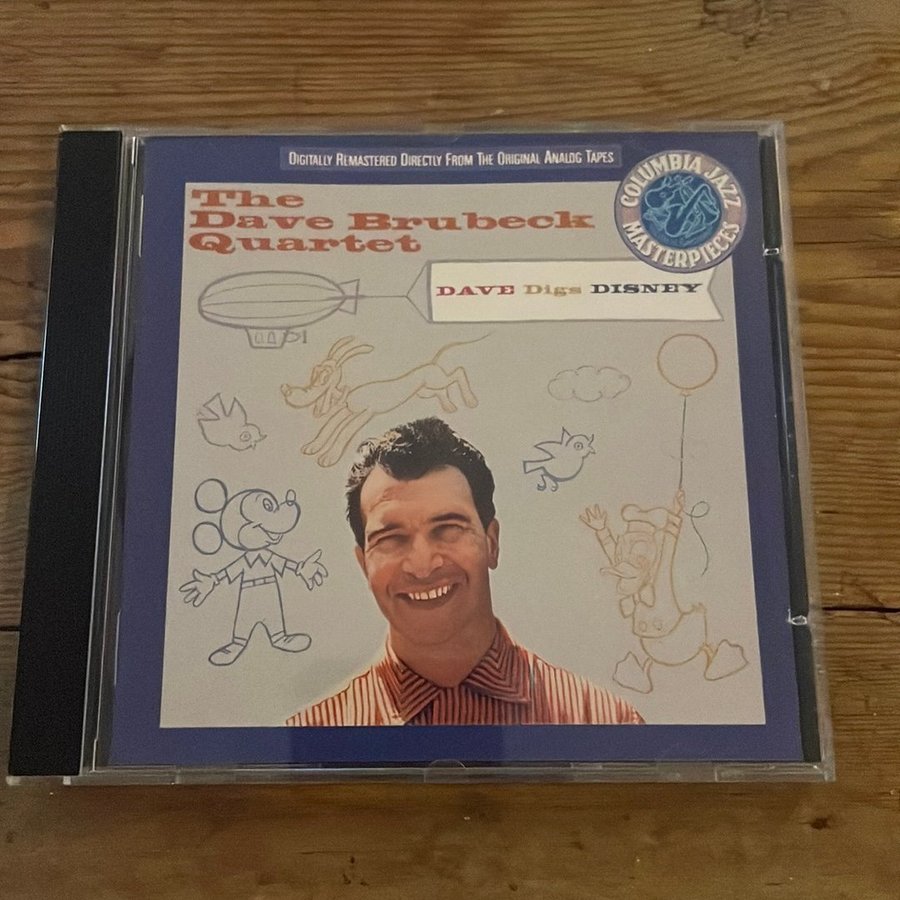 DIGITALLY REMASTERED DIRECTLY FROM THE ORIGINAL ANALOG TAPES
COLUMBIA JAZZ
MASTERPIECES
The
Dave Brubeck
Quartet
DAVE Digs DISNEY